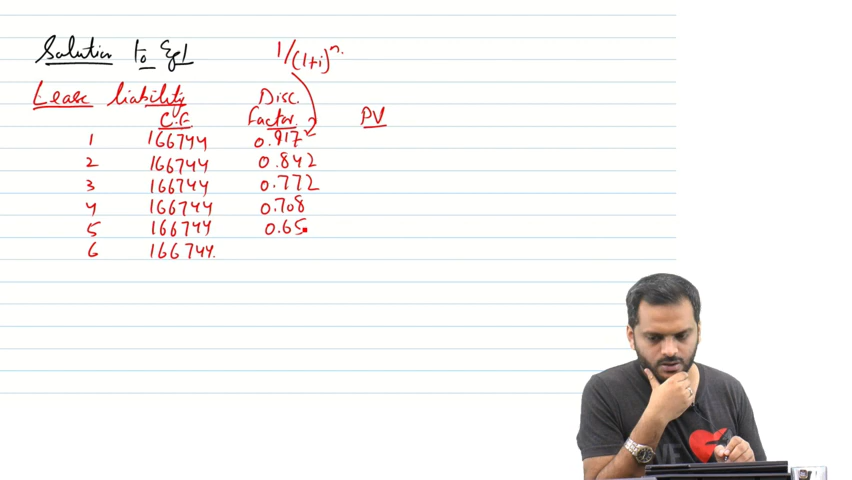 Solution to Eg1
1/(1+i)^n.
Lease liability Disc.
C.F Factor. PV
1 166744 0.917
2 166744 0.842
3 166744 0.772
4 166744 0.708
5 166744 0.65
6 166744.